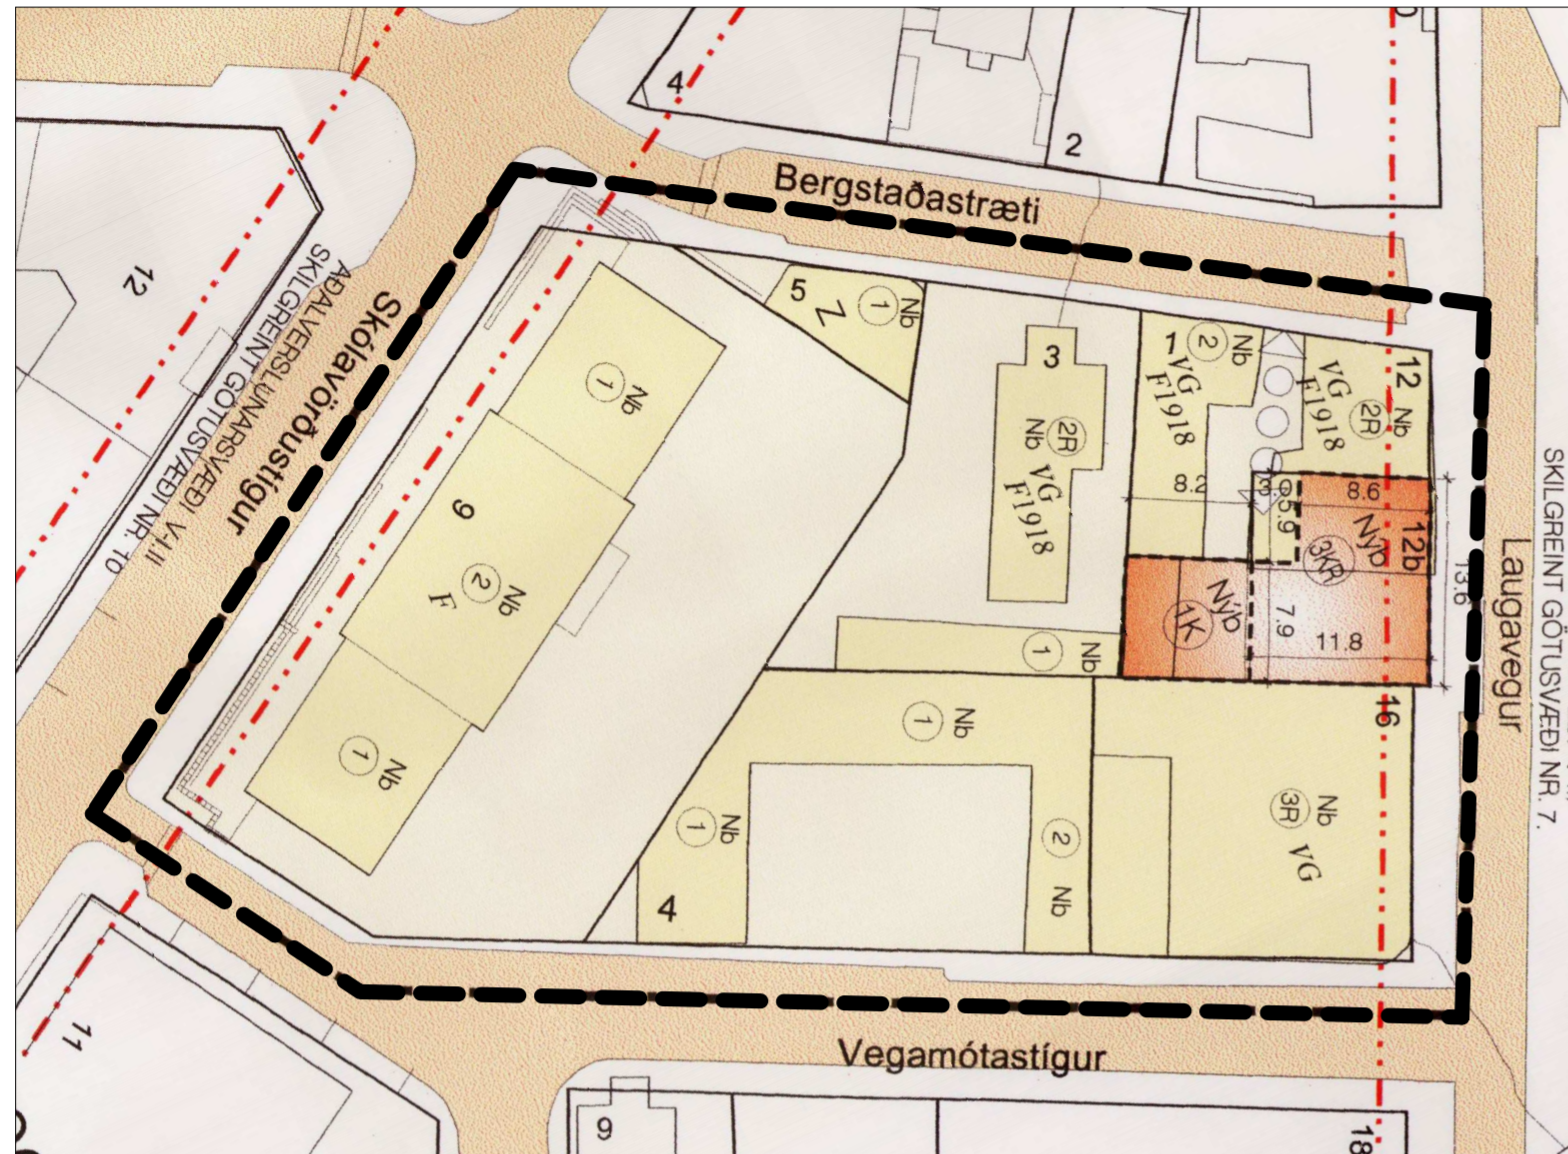 4
2
Bergstaðastræti
12
AÐALVERSLUNARSVÆÐI V-I.II
SKILGREINT GÖTUSVÆÐI NR. 10
Skólavörðustígur
5
Z
1
Nb
3
2R
Nb
VG
F1918
1
2
Nb
VG
F1918
12
VG
2R
Nb
F1918
8.2
3.9
5.9
8.6
Nýb
12b
3KR
13.6
7.9
11.8
Nýb
1K
1
Nb
9
1
Nb
2
Nb
F
1
Nb
1
Nb
1
Nb
4
2
Nb
16
Nb
3R
VG
Laugavegur
SKILGREINT GÖTUSVÆÐI NR. 7.
Vegamótastígur
11
9
18